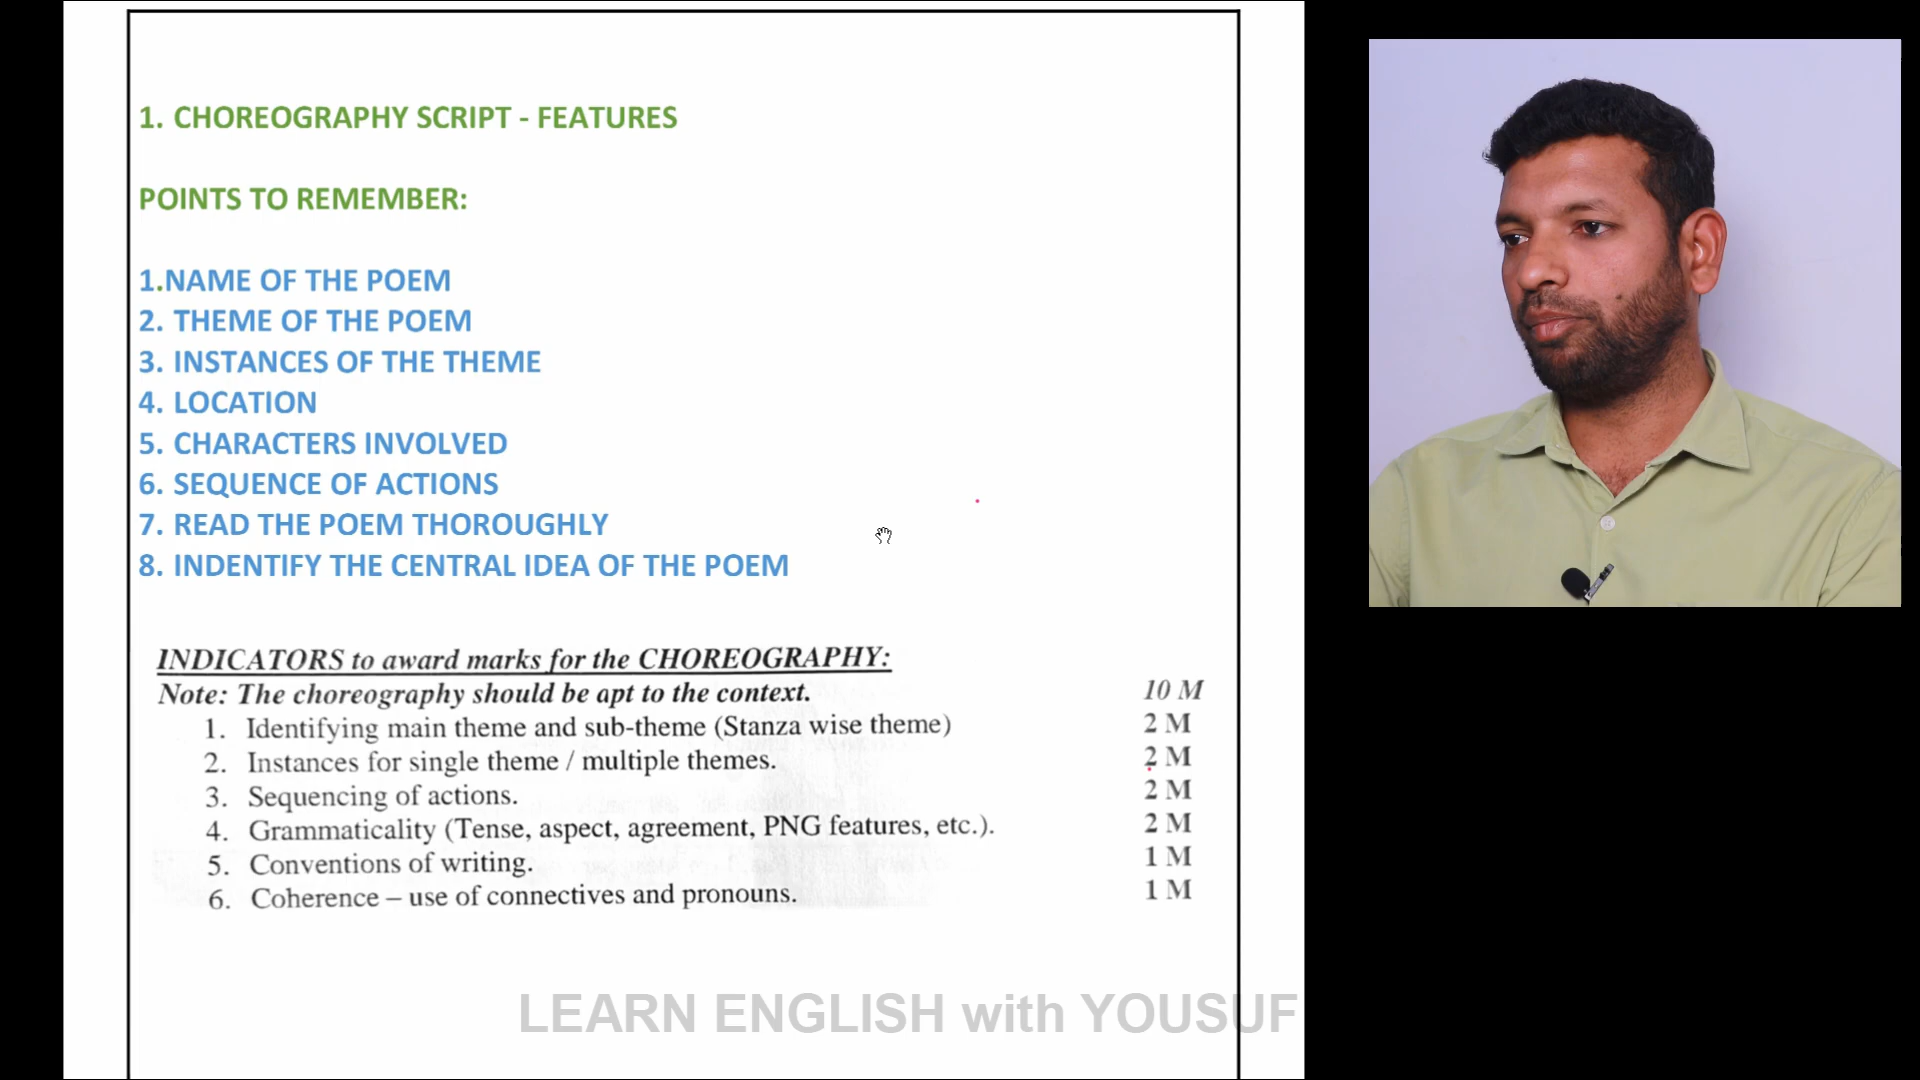 1. CHOREOGRAPHY SCRIPT - FEATURES
POINTS TO REMEMBER:
1.NAME OF THE POEM
2. THEME OF THE POEM
3. INSTANCES OF THE THEME
4. LOCATION
5. CHARACTERS INVOLVED
6. SEQUENCE OF ACTIONS
7. READ THE POEM THOROUGHLY
8. INDENTIFY THE CENTRAL IDEA OF THE POEM
INDICATORS to award marks for the CHOREOGRAPHY:
Note: The choreography should be apt to the context. 10 M
1. Identifying main theme and sub-theme (Stanza wise theme) 2 M
2. Instances for single theme / multiple themes. 2 M
3. Sequencing of actions. 2 M
4. Grammaticality (Tense, aspect, agreement, PNG features, etc.). 2 M
5. Conventions of writing. 1 M
6. Coherence – use of connectives and pronouns. 1 M
LEARN ENGLISH with YOUSUF